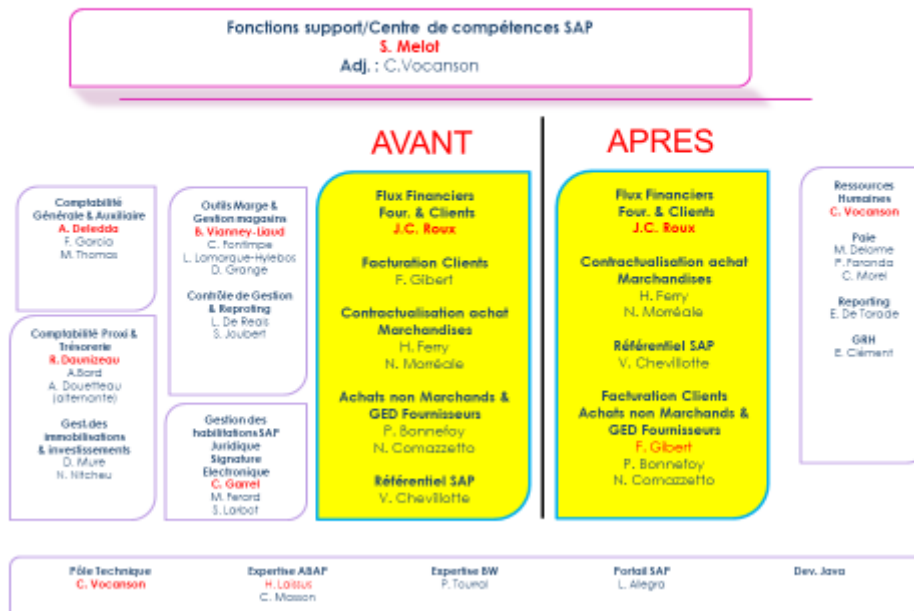 Fonctions support/Centre de compétences SAP
S. Melot
Adj. : C.Vocanson
AVANT
APRES
Comptabilité
Générale & Auxiliaire
A. Deledda
F. Garcia
M. Thomas
Comptabilité Proxi &
Trésorerie
R. Daunizeau
A.Bard
A. Douetteau
(alternante)
Gest.des
immobilisations
& investissements
D. Mure
N. Nitcheu
Outils Marge &
Gestion magasins
B. Vianney-Liaud
C. Fontimpe
L. Lamarque-Hylebos
D. Grange
Contrôle de Gestion
& Reprating
L. De Reals
S. Joubert
Gestion des
habilitations SAP
Juridique
Signature
Electronique
C. Garrel
M. Ferard
S. Larbot
Flux Financiers
Four. & Clients
J.C. Roux
Facturation Clients
F. Gibert
Contractualisation achat
Marchandises
H. Ferry
N. Morréale
Achats non Marchands &
GED Fournisseurs
P. Bonnefoy
N. Comazzetto
Référentiel SAP
V. Chevillotte
Flux Financiers
Four. & Clients
J.C. Roux
Contractualisation achat
Marchandises
H. Ferry
N. Morréale
Référentiel SAP
V. Chevillotte
Facturation Clients
Achats non Marchands &
GED Fournisseurs
F. Gibert
P. Bonnefoy
N. Comazzetto
Ressources
Humaines
C. Vocanson
Paie
M. Delorme
P. Faranda
C. Morel
Reporting
E. De Tarade
GRH
E. Clément
Pôle Technique
C. Vocanson
Expertise ABAP
H. Laissus
C. Masson
Expertise BW
P. Tournal
Portail SAP
L. Alegra
Dev. Java